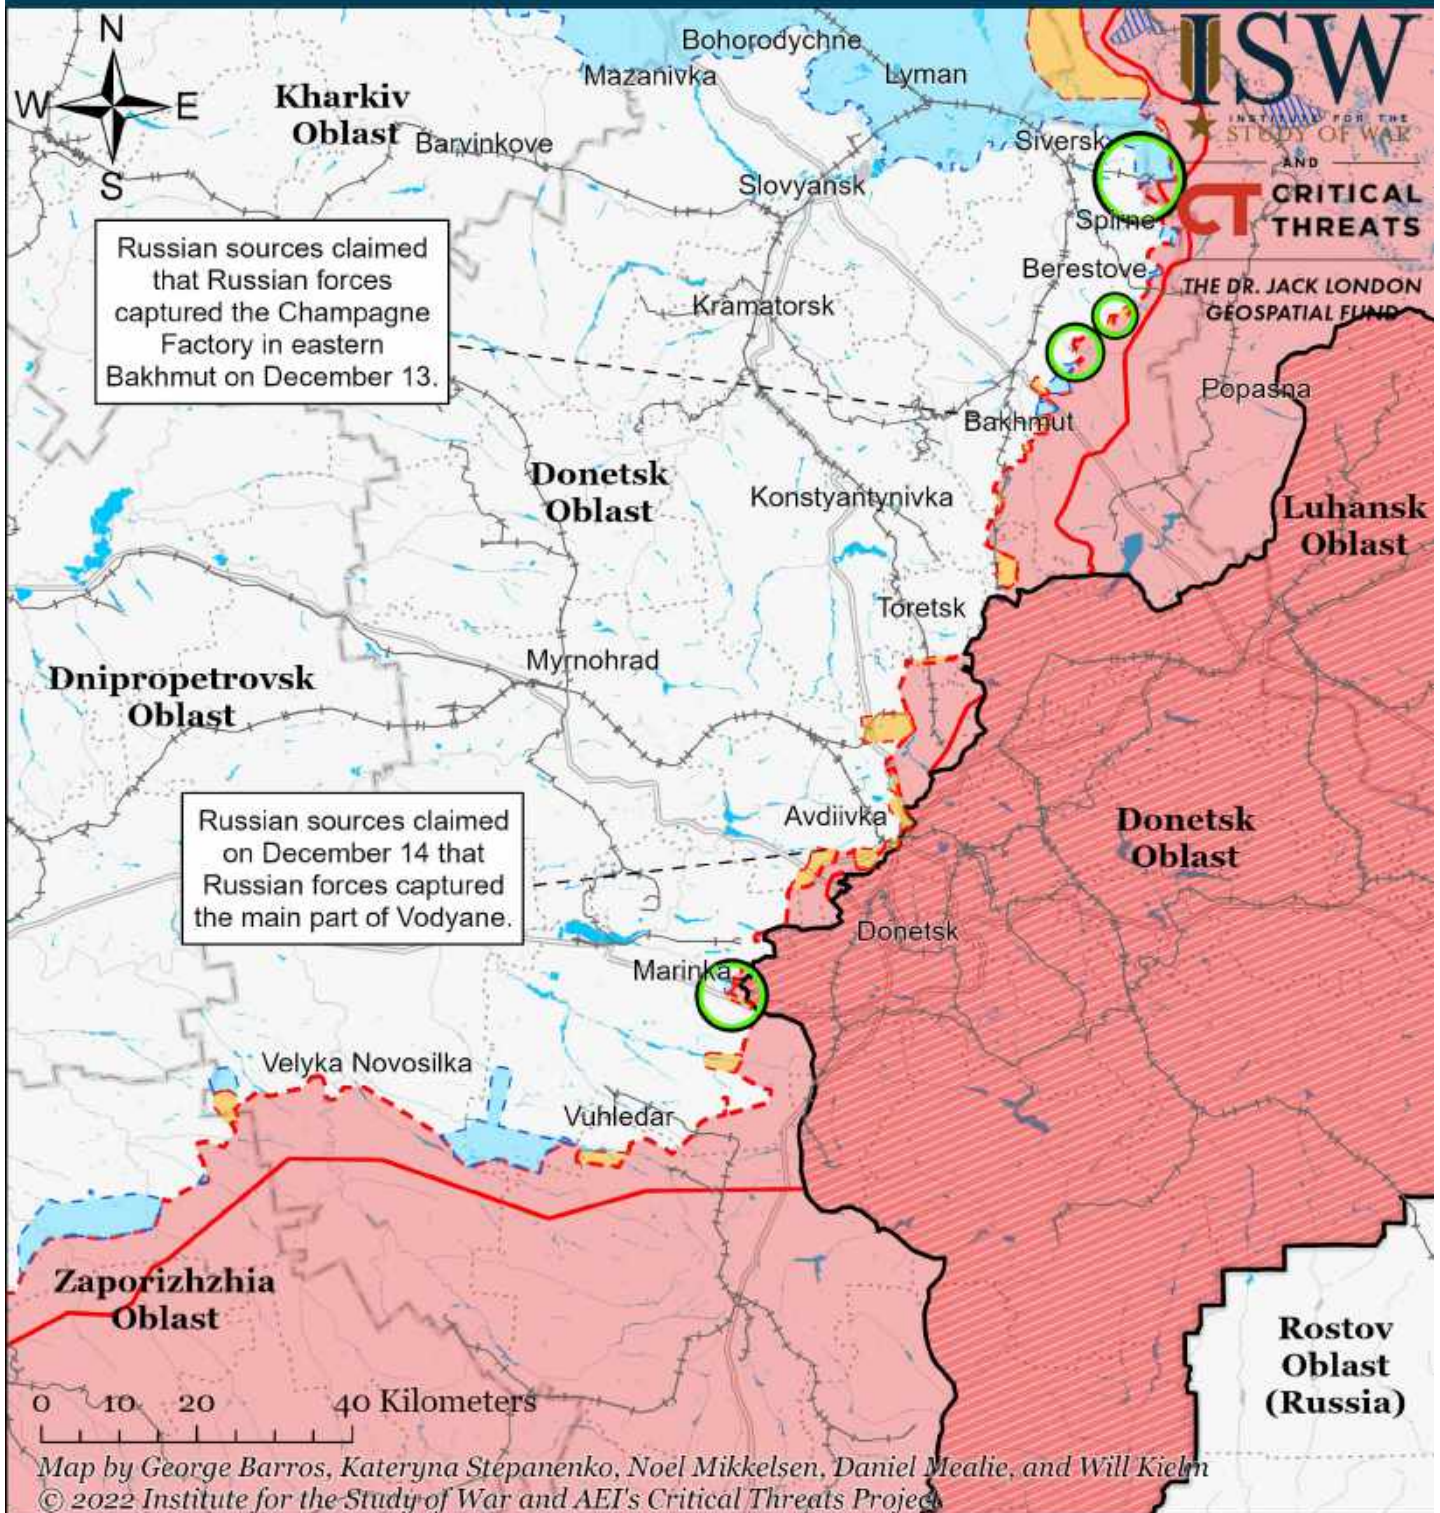 N
W
E
S
Kharkiv
Oblast
Barvinkove
Bohorodychne
Mazanivka
Lyman
ISW
INSTITUTE FOR THE
STUDY OF WAR
AND
CT CRITICAL
THREATS
THE DR. JACK LONDON
GEOSPATIAL FUND
Siversk
Slovyansk
Spirne
Berestove
Russian sources claimed
that Russian forces
captured the Champagne
Factory in eastern
Bakhmut on December 13.
Kramatorsk
Popasna
Bakhmut
Donetsk
Oblast
Konstyantynivka
Luhansk
Oblast
Toretsk
Myrnohrad
Dnipropetrovsk
Oblast
Russian sources claimed
on December 14 that
Russian forces captured
the main part of Vodyane.
Avdiivka
Donetsk
Oblast
Donetsk
Marinka
Velyka Novosilka
Vuhledar
Zaporizhzhia
Oblast
Rostov
Oblast
(Russia)
0 10 20 40 Kilometers
Map by George Barros, Kateryna Stepanenko, Noel Mikkelsen, Daniel Mealie, and Will Kielm
© 2022 Institute for the Study of War and AEI's Critical Threats Project